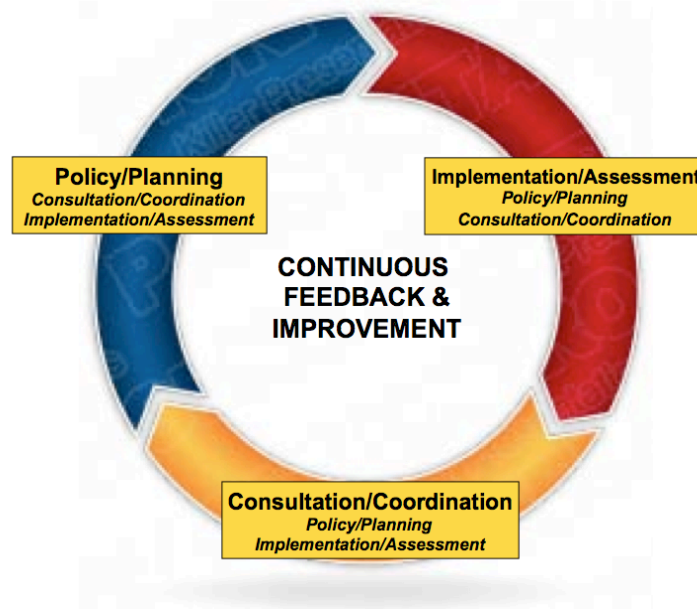 Policy/Planning
Consultation/Coordination
Implementation/Assessment
Implementation/Assessment
Policy/Planning
Consultation/Coordination
CONTINUOUS
FEEDBACK &
IMPROVEMENT
Consultation/Coordination
Policy/Planning
Implementation/Assessment